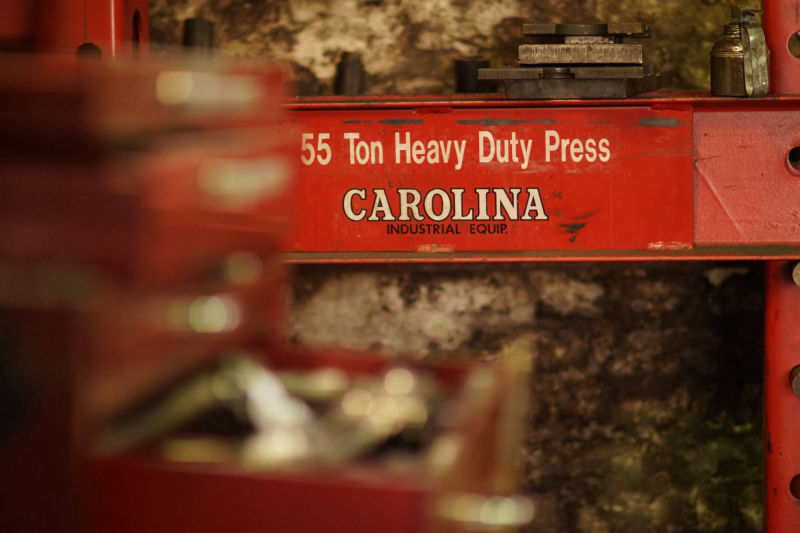 55 Ton Heavy Duty Press
CAROLINA
INDUSTRIAL EQUIP.